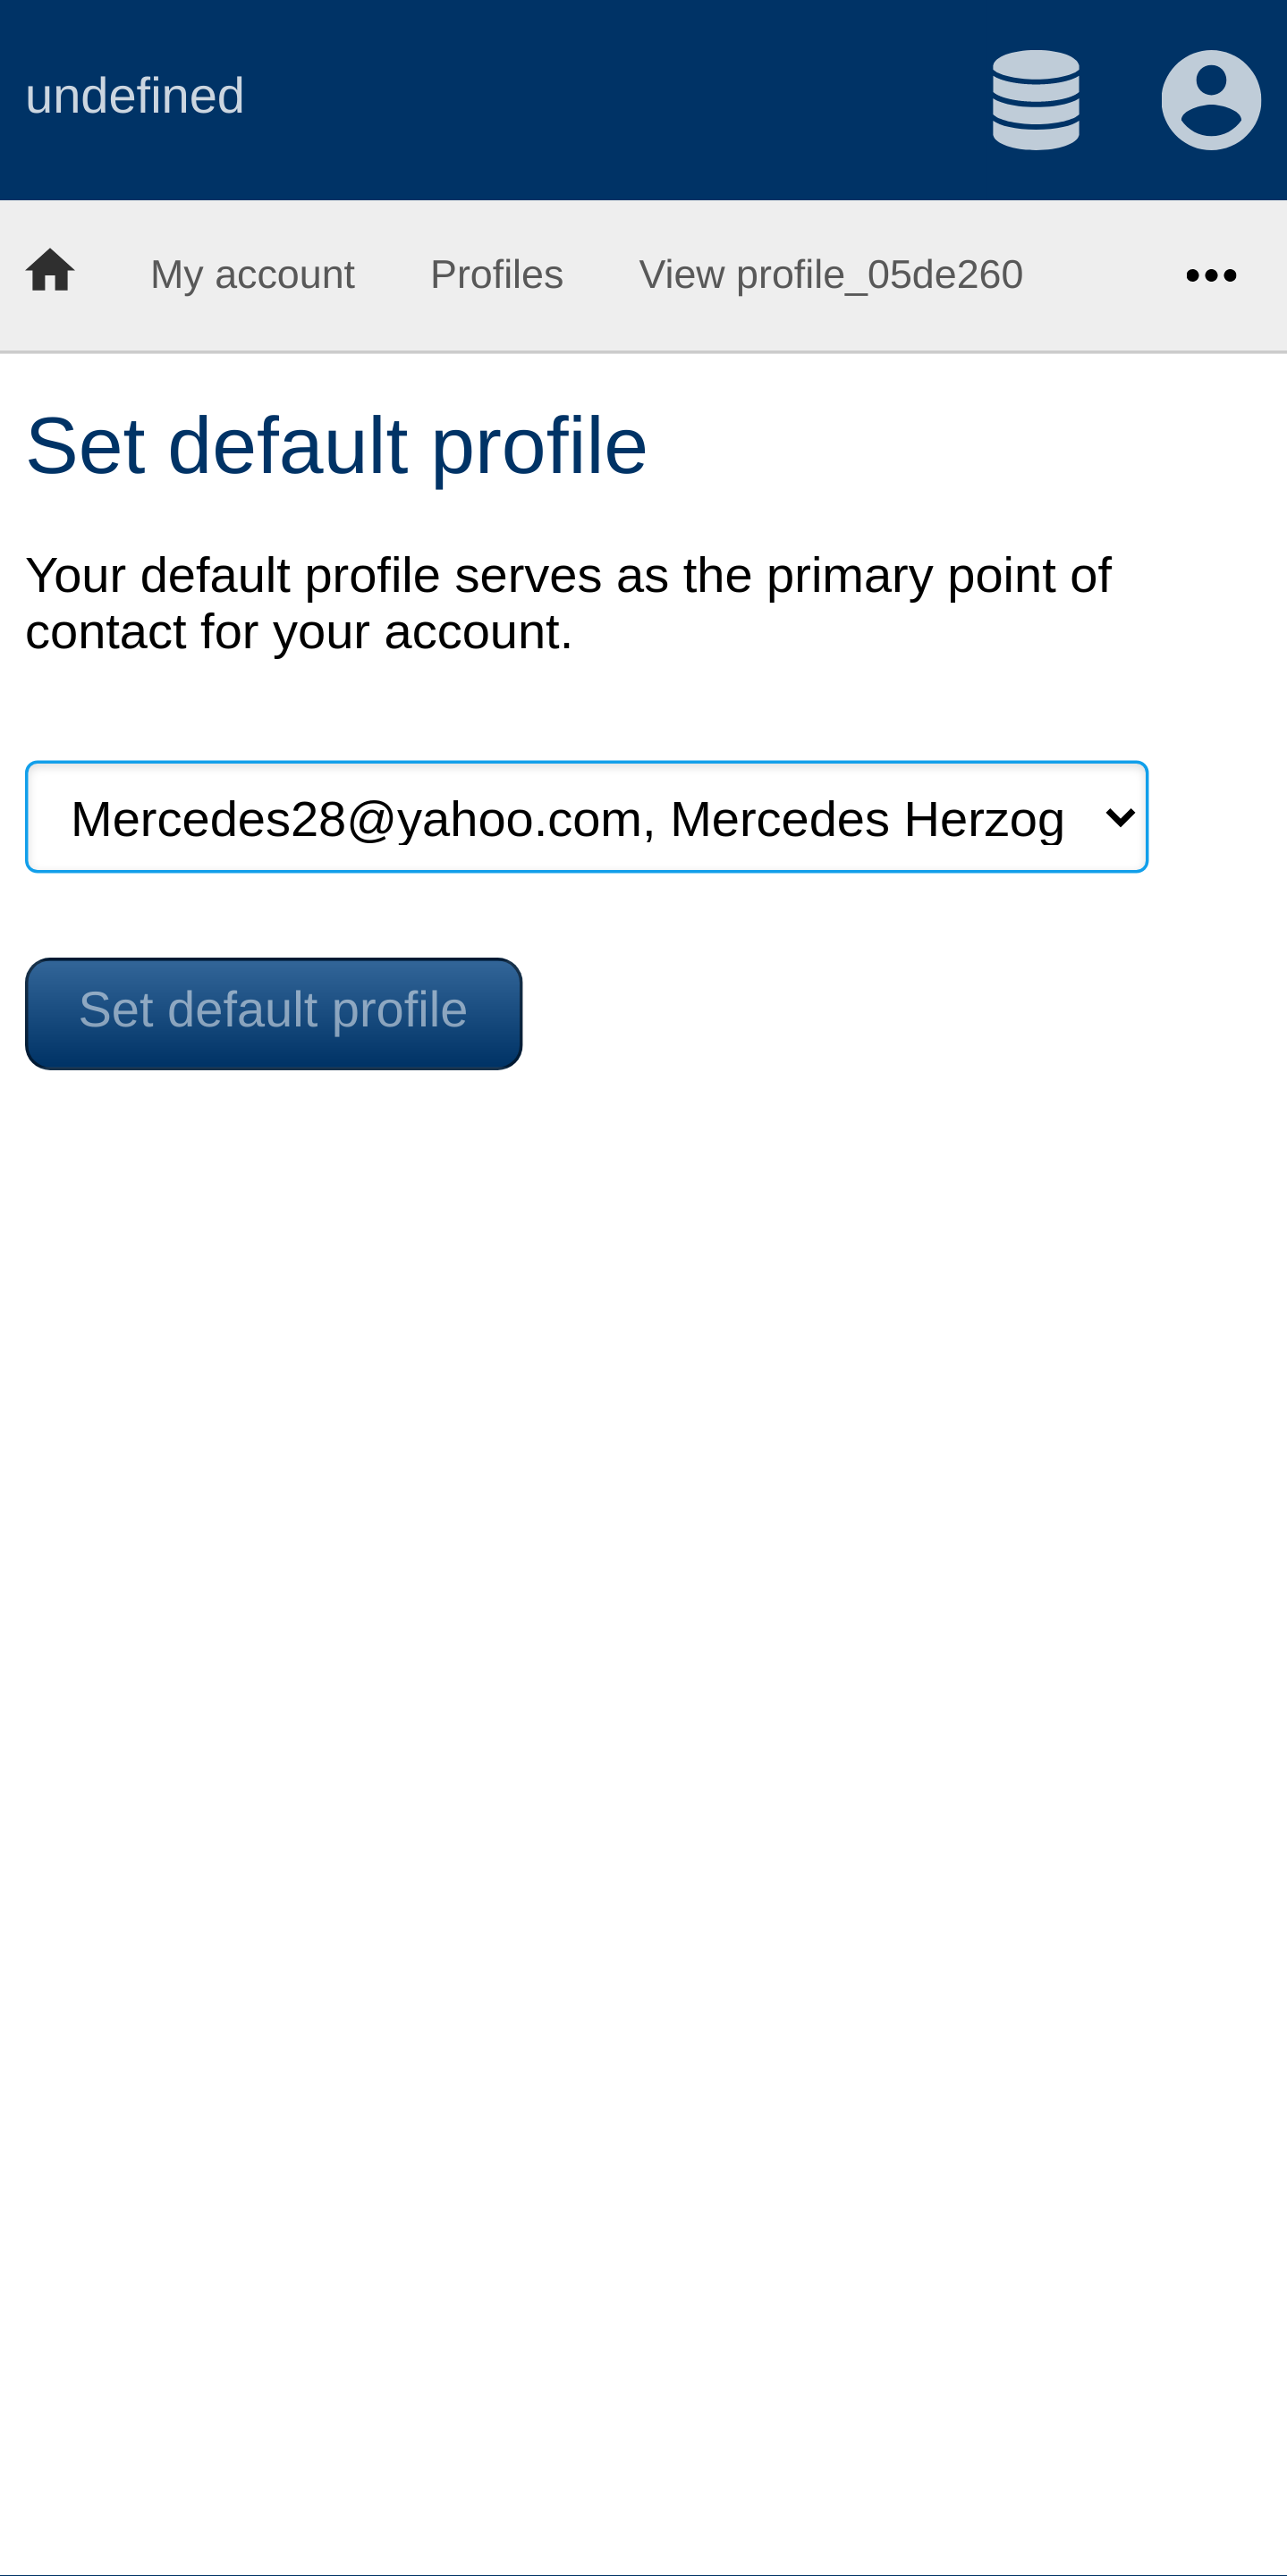 undefined
My account Profiles View profile_05de260 •••
Set default profile
Your default profile serves as the primary point of
contact for your account.
Mercedes28@yahoo.com, Mercedes Herzog
Set default profile